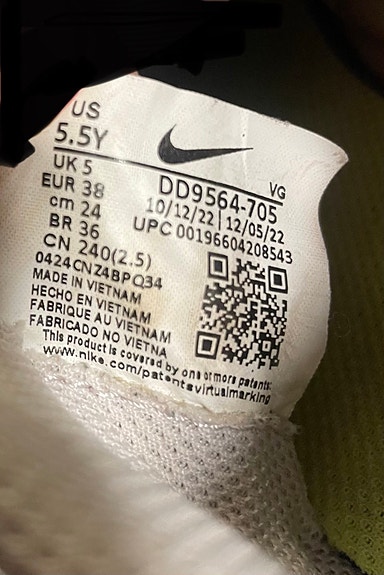 US
5.5Y
UK 5
EUR 38
cm 24
BR 36
CN 240(2.5)
VG
DD9564-705
10/12/22 | 12/05/22
UPC 00196604208543
0424CNZ4BPQ34
MADE IN VIETNAM
HECHO EN VIETNAM
FABRIQUE AU VIETNAM
FABRICADO NO VIETNA
This product is covered by one or more patents:
www.nike.com/patentsvirtualmarking